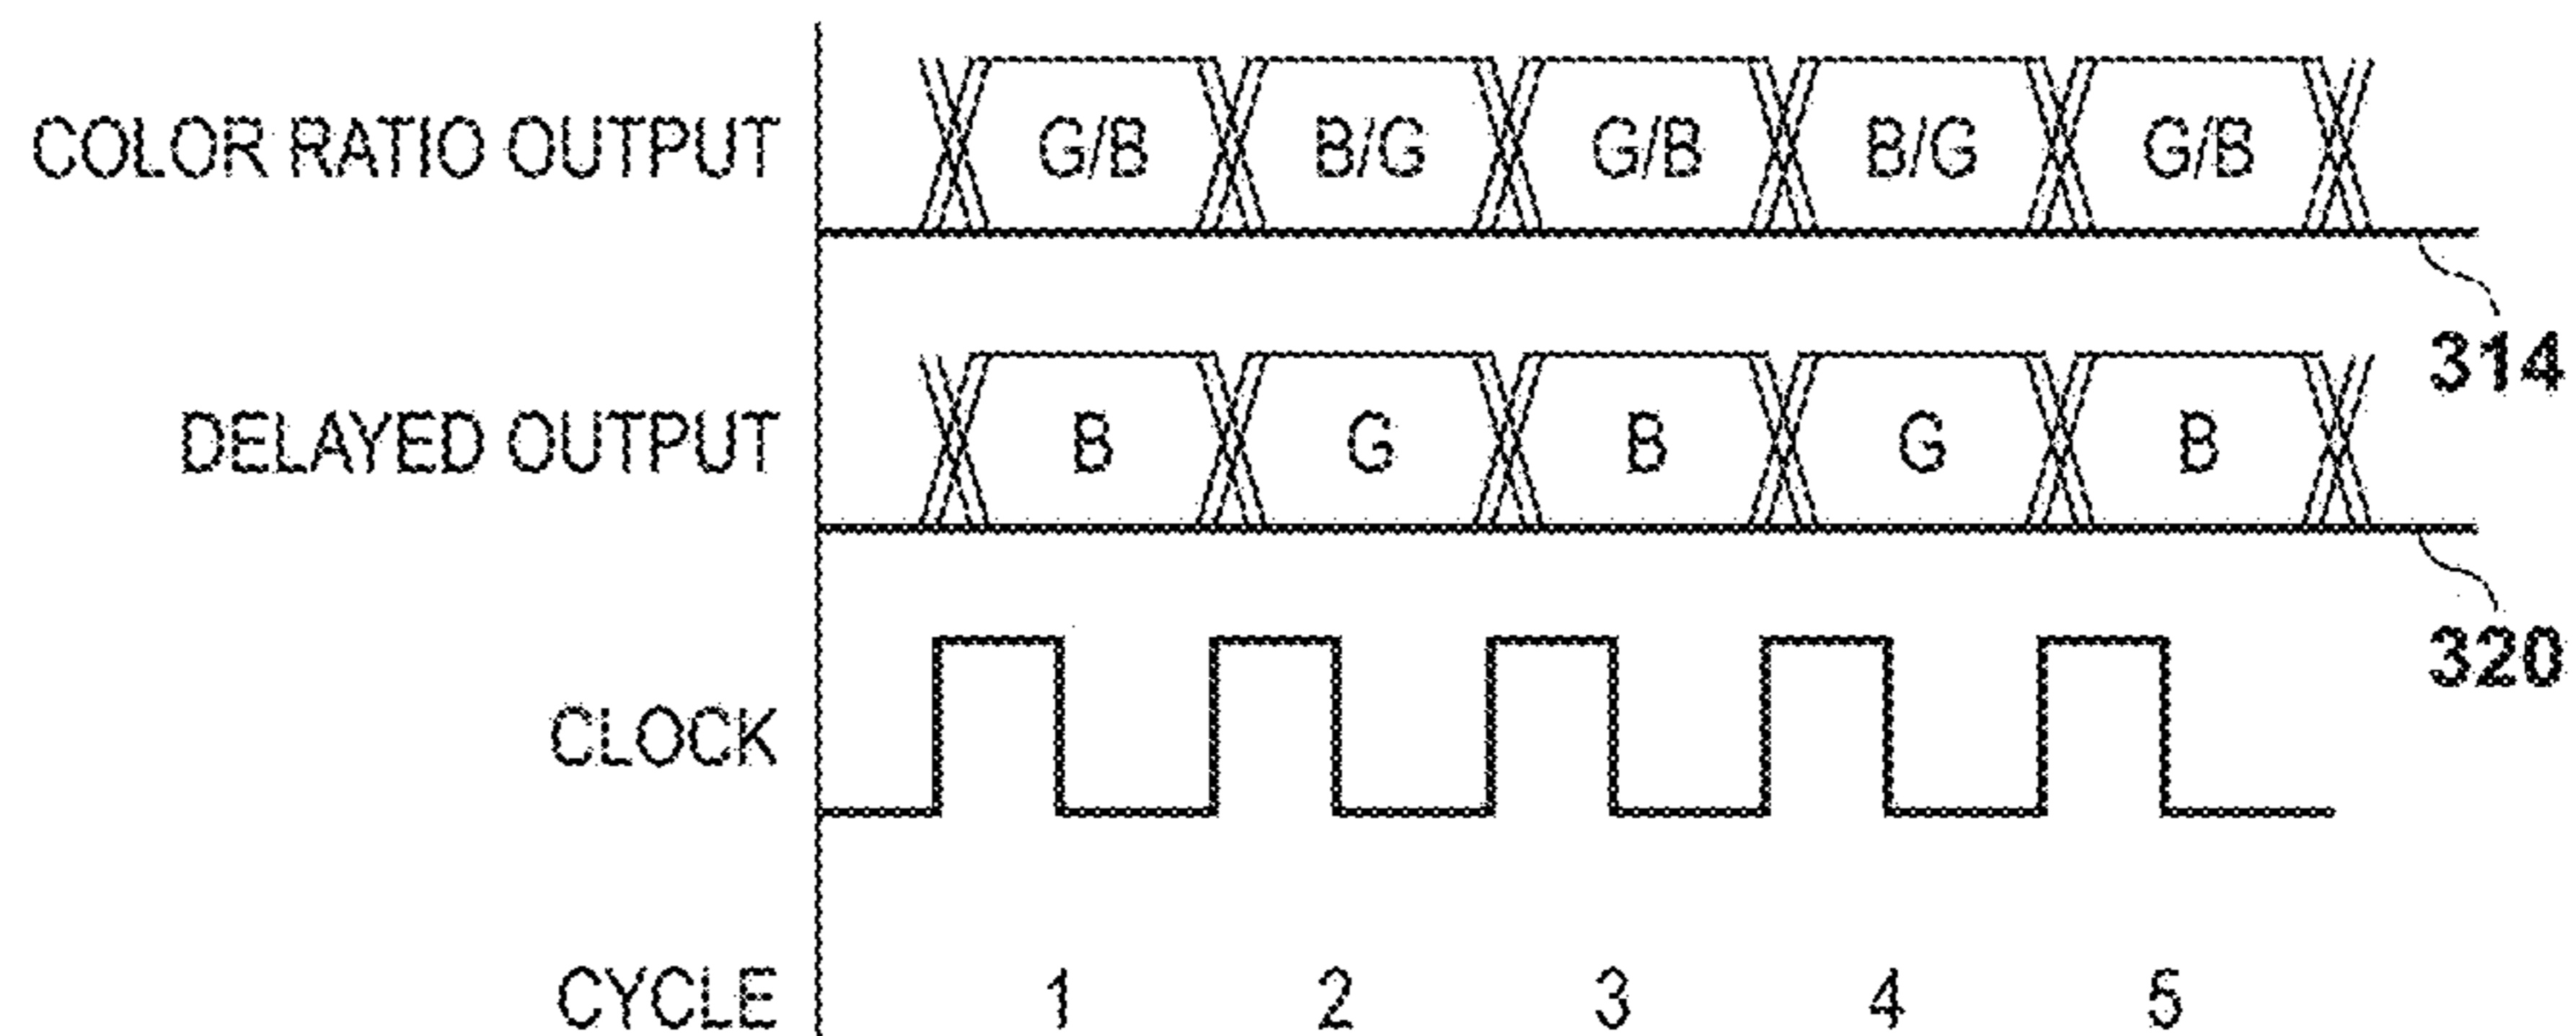 COLOR RATIO OUTPUT G/B B/G G/B B/G G/B
314
DELAYED OUTPUT B G B G B
320
CLOCK
CYCLE 1 2 3 4 5